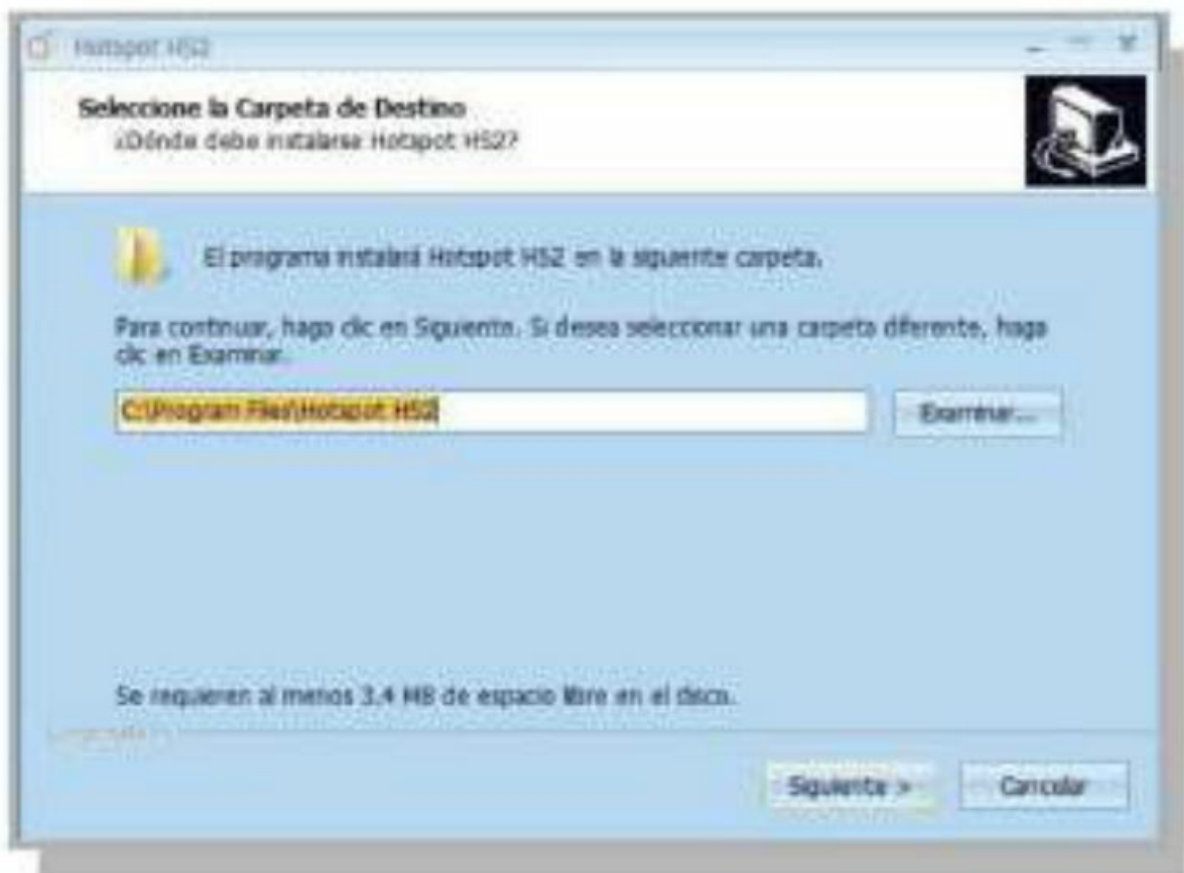 Hotspot HS2
Seleccione la Carpeta de Destino
¿Dónde debe instalarse Hotspot HS2?
El programa instalará Hotspot HS2 en la siguiente carpeta.
Para continuar, haga clic en Siguiente. Si desea seleccionar una carpeta diferente, haga
clic en Examinar.
C:\Program Files\Hotspot HS2
Examinar...
Se requieren al menos 3.4 MB de espacio libre en el disco.
Siguiente >
Cancelar